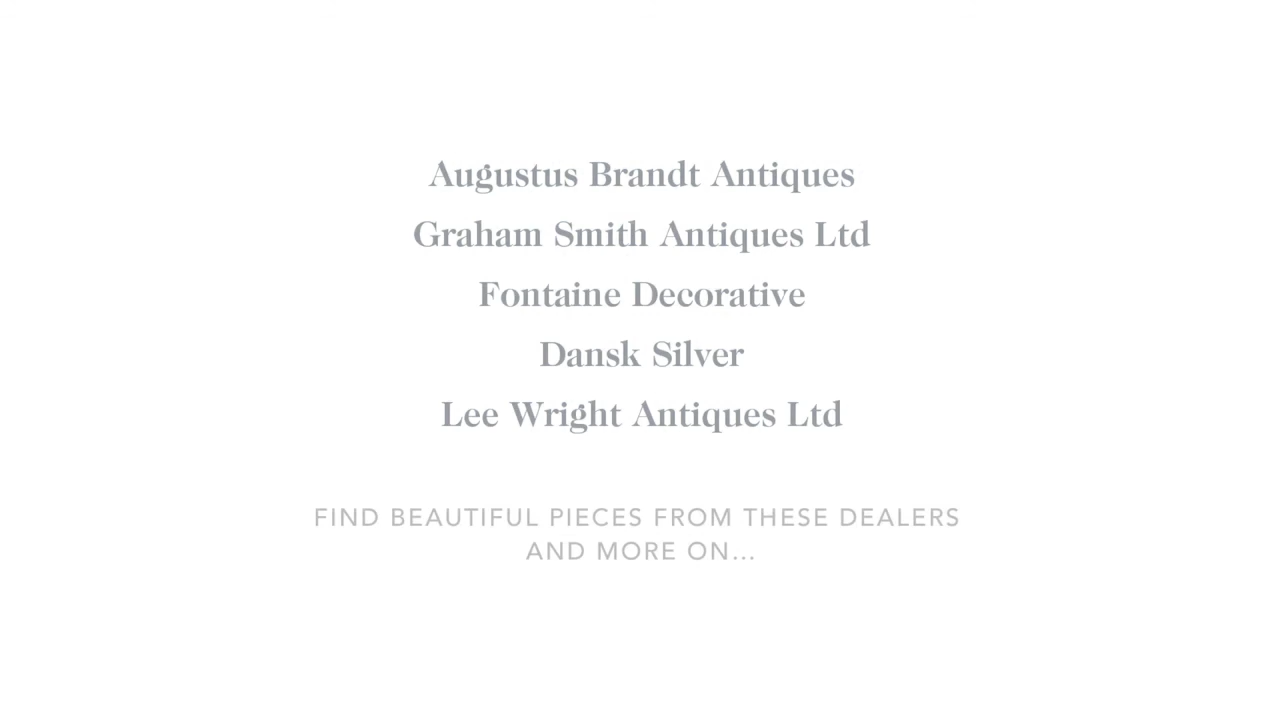 Augustus Brandt Antiques
Graham Smith Antiques Ltd
Fontaine Decorative
Dansk Silver
Lee Wright Antiques Ltd
FIND BEAUTIFUL PIECES FROM THESE DEALERS
AND MORE ON...